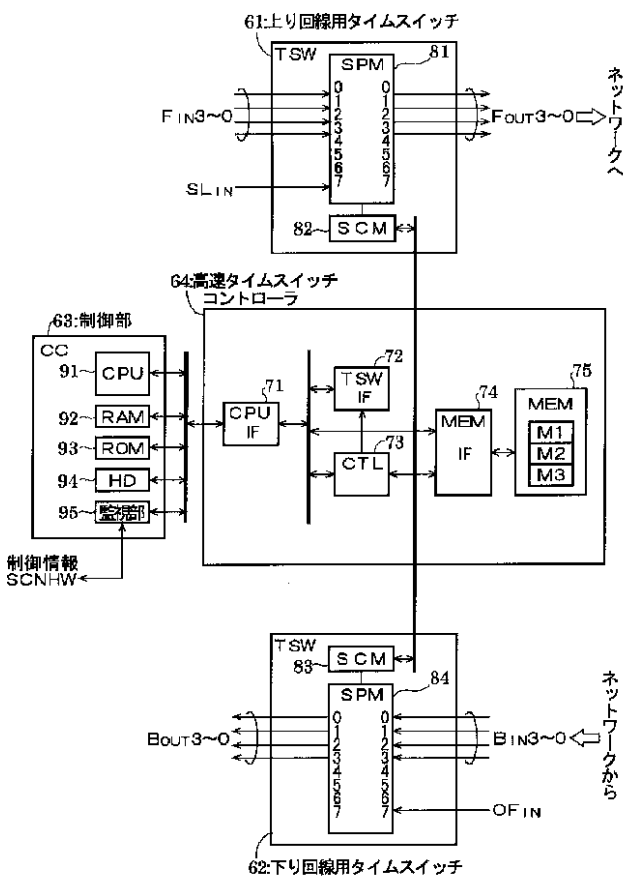 61:上り回線用タイムスイッチ
TSW
81
SPM
0 0
1 1
2 2
3 3
4 4
5 5
6 6
7 7
FIN3~0
FOUT3~0
ネットワークへ
SLIN
82
SCM
64:高速タイムスイッチ
コントローラ
63:制御部
CC
91
CPU
92
RAM
93
ROM
94
HD
95
監視部
制御情報
SCNHW
71
CPU
IF
72
TSW
IF
73
CTL
74
MEM
IF
75
MEM
M1
M2
M3
TSW
83
SCM
SPM
84
0 0
1 1
2 2
3 3
4 4
5 5
6 6
7 7
BOUT3~0
BIN3~0
ネットワークから
OFIN
62:下り回線用タイムスイッチ